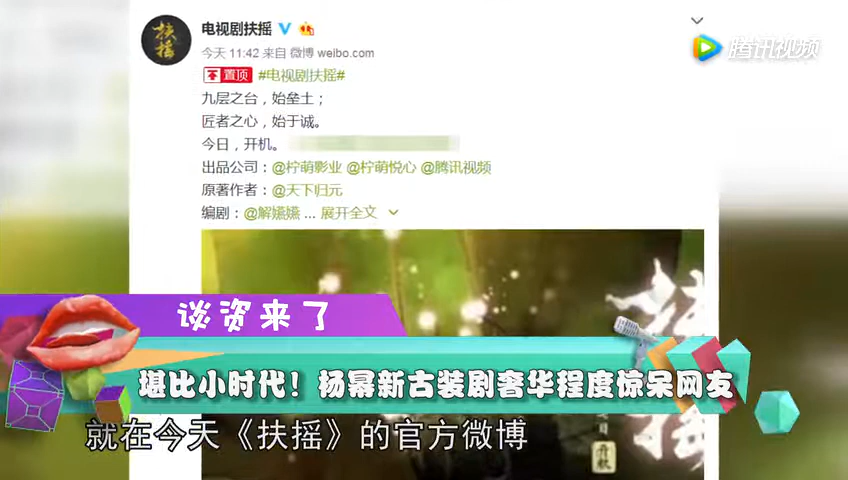 扶摇
电视剧扶摇
今天 11:42 来自 微博 weibo.com
腾讯视频
置顶 #电视剧扶摇#
九层之台，始垒土；
匠者之心，始于诚。
今日，开机。
出品公司：@柠萌影业 @柠萌悦心 @腾讯视频
原著作者：@天下归元
编剧：@解嬿嬿 ... 展开全文
扶摇
谈资来了
堪比小时代！杨幂新古装剧奢华程度惊呆网友
就在今天《扶摇》的官方微博